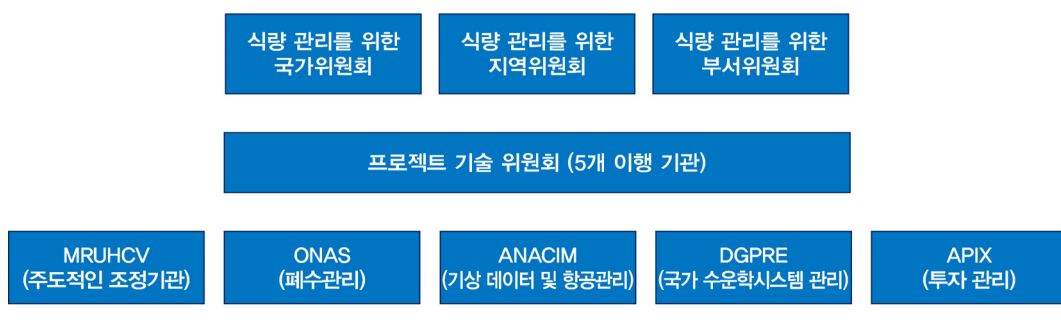 식량 관리를 위한
국가위원회
식량 관리를 위한
지역위원회
식량 관리를 위한
부서위원회
프로젝트 기술 위원회 (5개 이행 기관)
MRUHCV
(주도적인 조정기관)
ONAS
(폐수관리)
ANACIM
(기상 데이터 및 항공관리)
DGPRE
(국가 수운학시스템 관리)
APIX
(투자 관리)